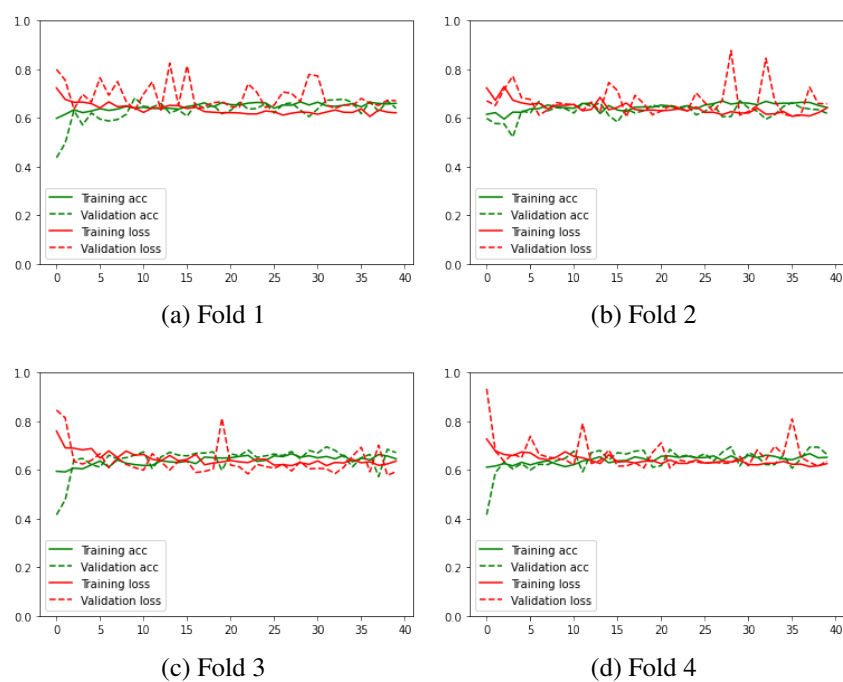 1.0
0.8
0.6
0.4
0.2
0.0
Training acc
Validation acc
Training loss
Validation loss
0 5 10 15 20 25 30 35 40
(a) Fold 1
1.0
0.8
0.6
0.4
0.2
0.0
Training acc
Validation acc
Training loss
Validation loss
0 5 10 15 20 25 30 35 40
(b) Fold 2
1.0
0.8
0.6
0.4
0.2
0.0
Training acc
Validation acc
Training loss
Validation loss
0 5 10 15 20 25 30 35 40
(c) Fold 3
1.0
0.8
0.6
0.4
0.2
0.0
Training acc
Validation acc
Training loss
Validation loss
0 5 10 15 20 25 30 35 40
(d) Fold 4